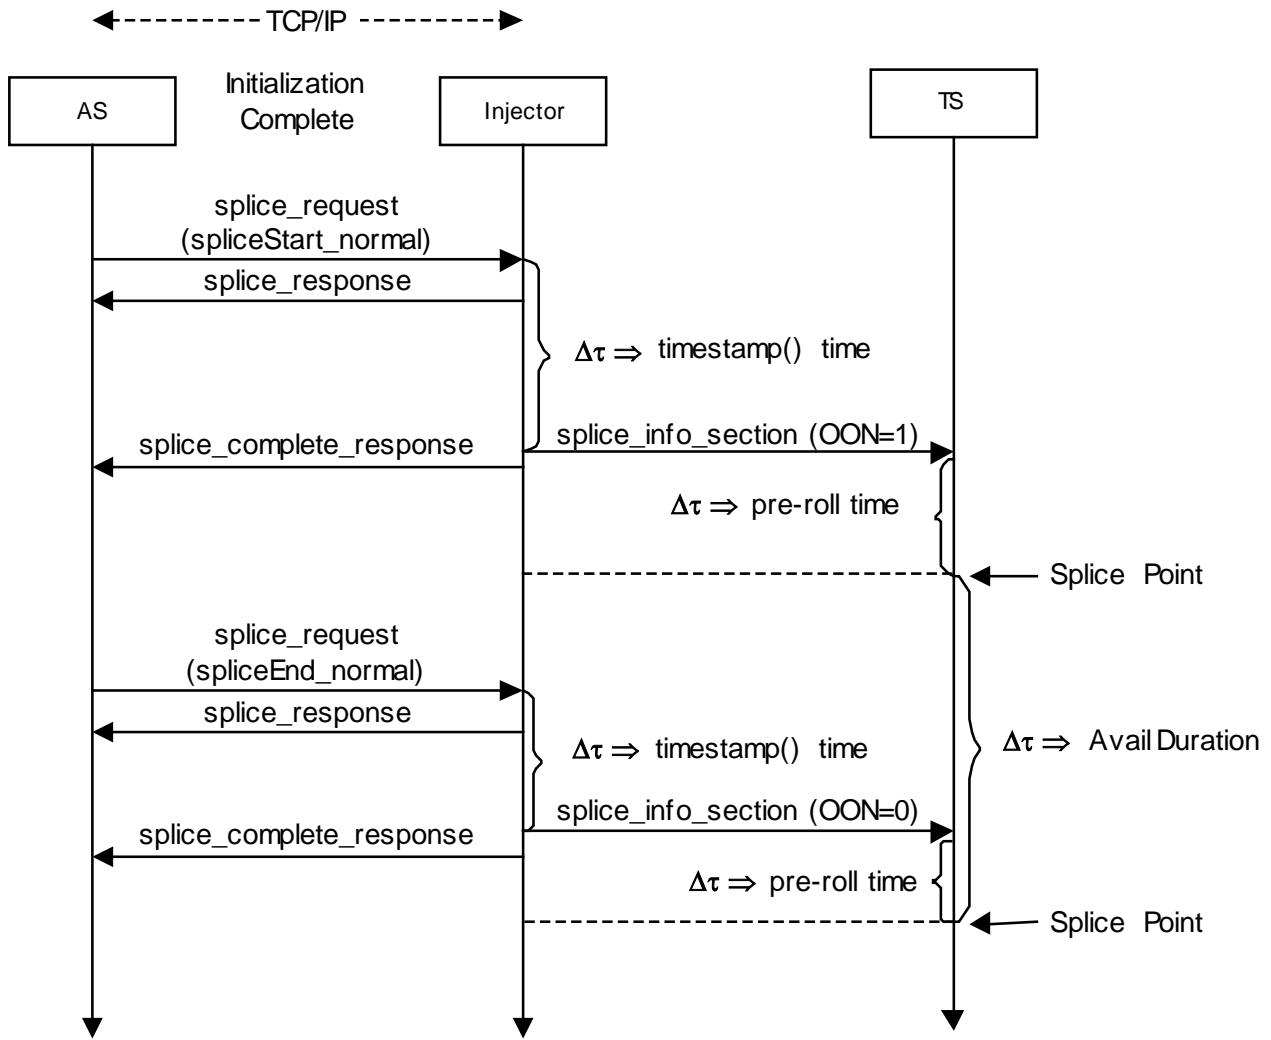 TCP/IP
Initialization
Complete
AS
Injector
TS
splice_request
(spliceStart_normal)
splice_response
Δτ ⇒ timestamp() time
splice_complete_response
splice_info_section (OON=1)
Δτ ⇒ pre-roll time
Splice Point
splice_request
(spliceEnd_normal)
splice_response
Δτ ⇒ timestamp() time
Δτ ⇒ Avail Duration
splice_info_section (OON=0)
splice_complete_response
Δτ ⇒ pre-roll time
Splice Point